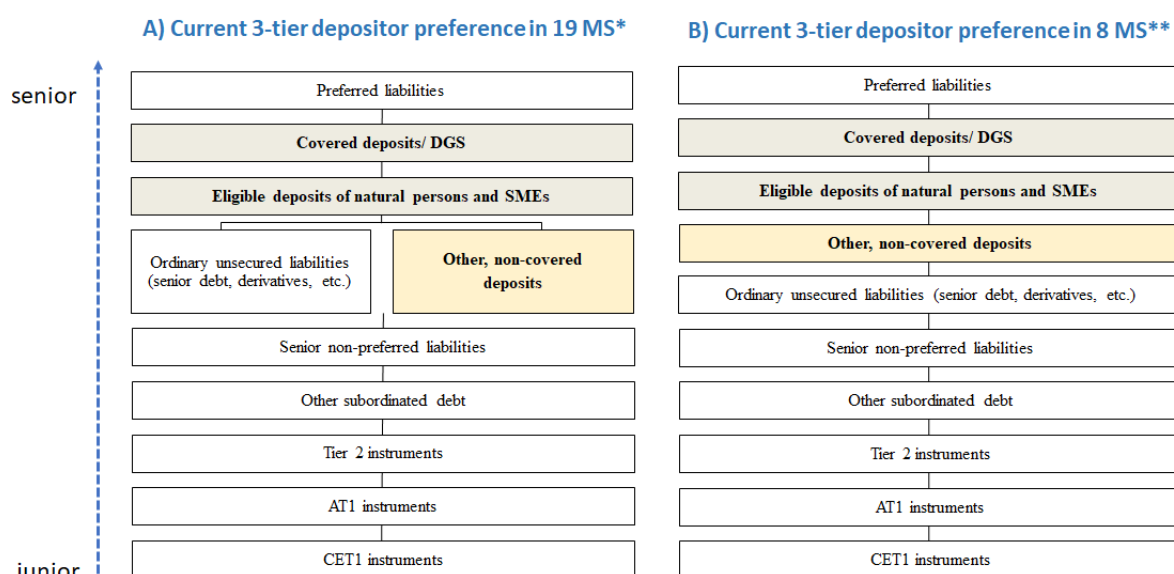 A) Current 3-tier depositor preference in 19 MS*
senior
Preferred liabilities
Covered deposits/ DGS
Eligible deposits of natural persons and SMEs
Ordinary unsecured liabilities
(senior debt, derivatives, etc.)
Other, non-covered
deposits
Senior non-preferred liabilities
Other subordinated debt
Tier 2 instruments
AT1 instruments
CET1 instruments
junior
B) Current 3-tier depositor preference in 8 MS**
Preferred liabilities
Covered deposits/ DGS
Eligible deposits of natural persons and SMEs
Other, non-covered deposits
Ordinary unsecured liabilities (senior debt, derivatives, etc.)
Senior non-preferred liabilities
Other subordinated debt
Tier 2 instruments
AT1 instruments
CET1 instruments